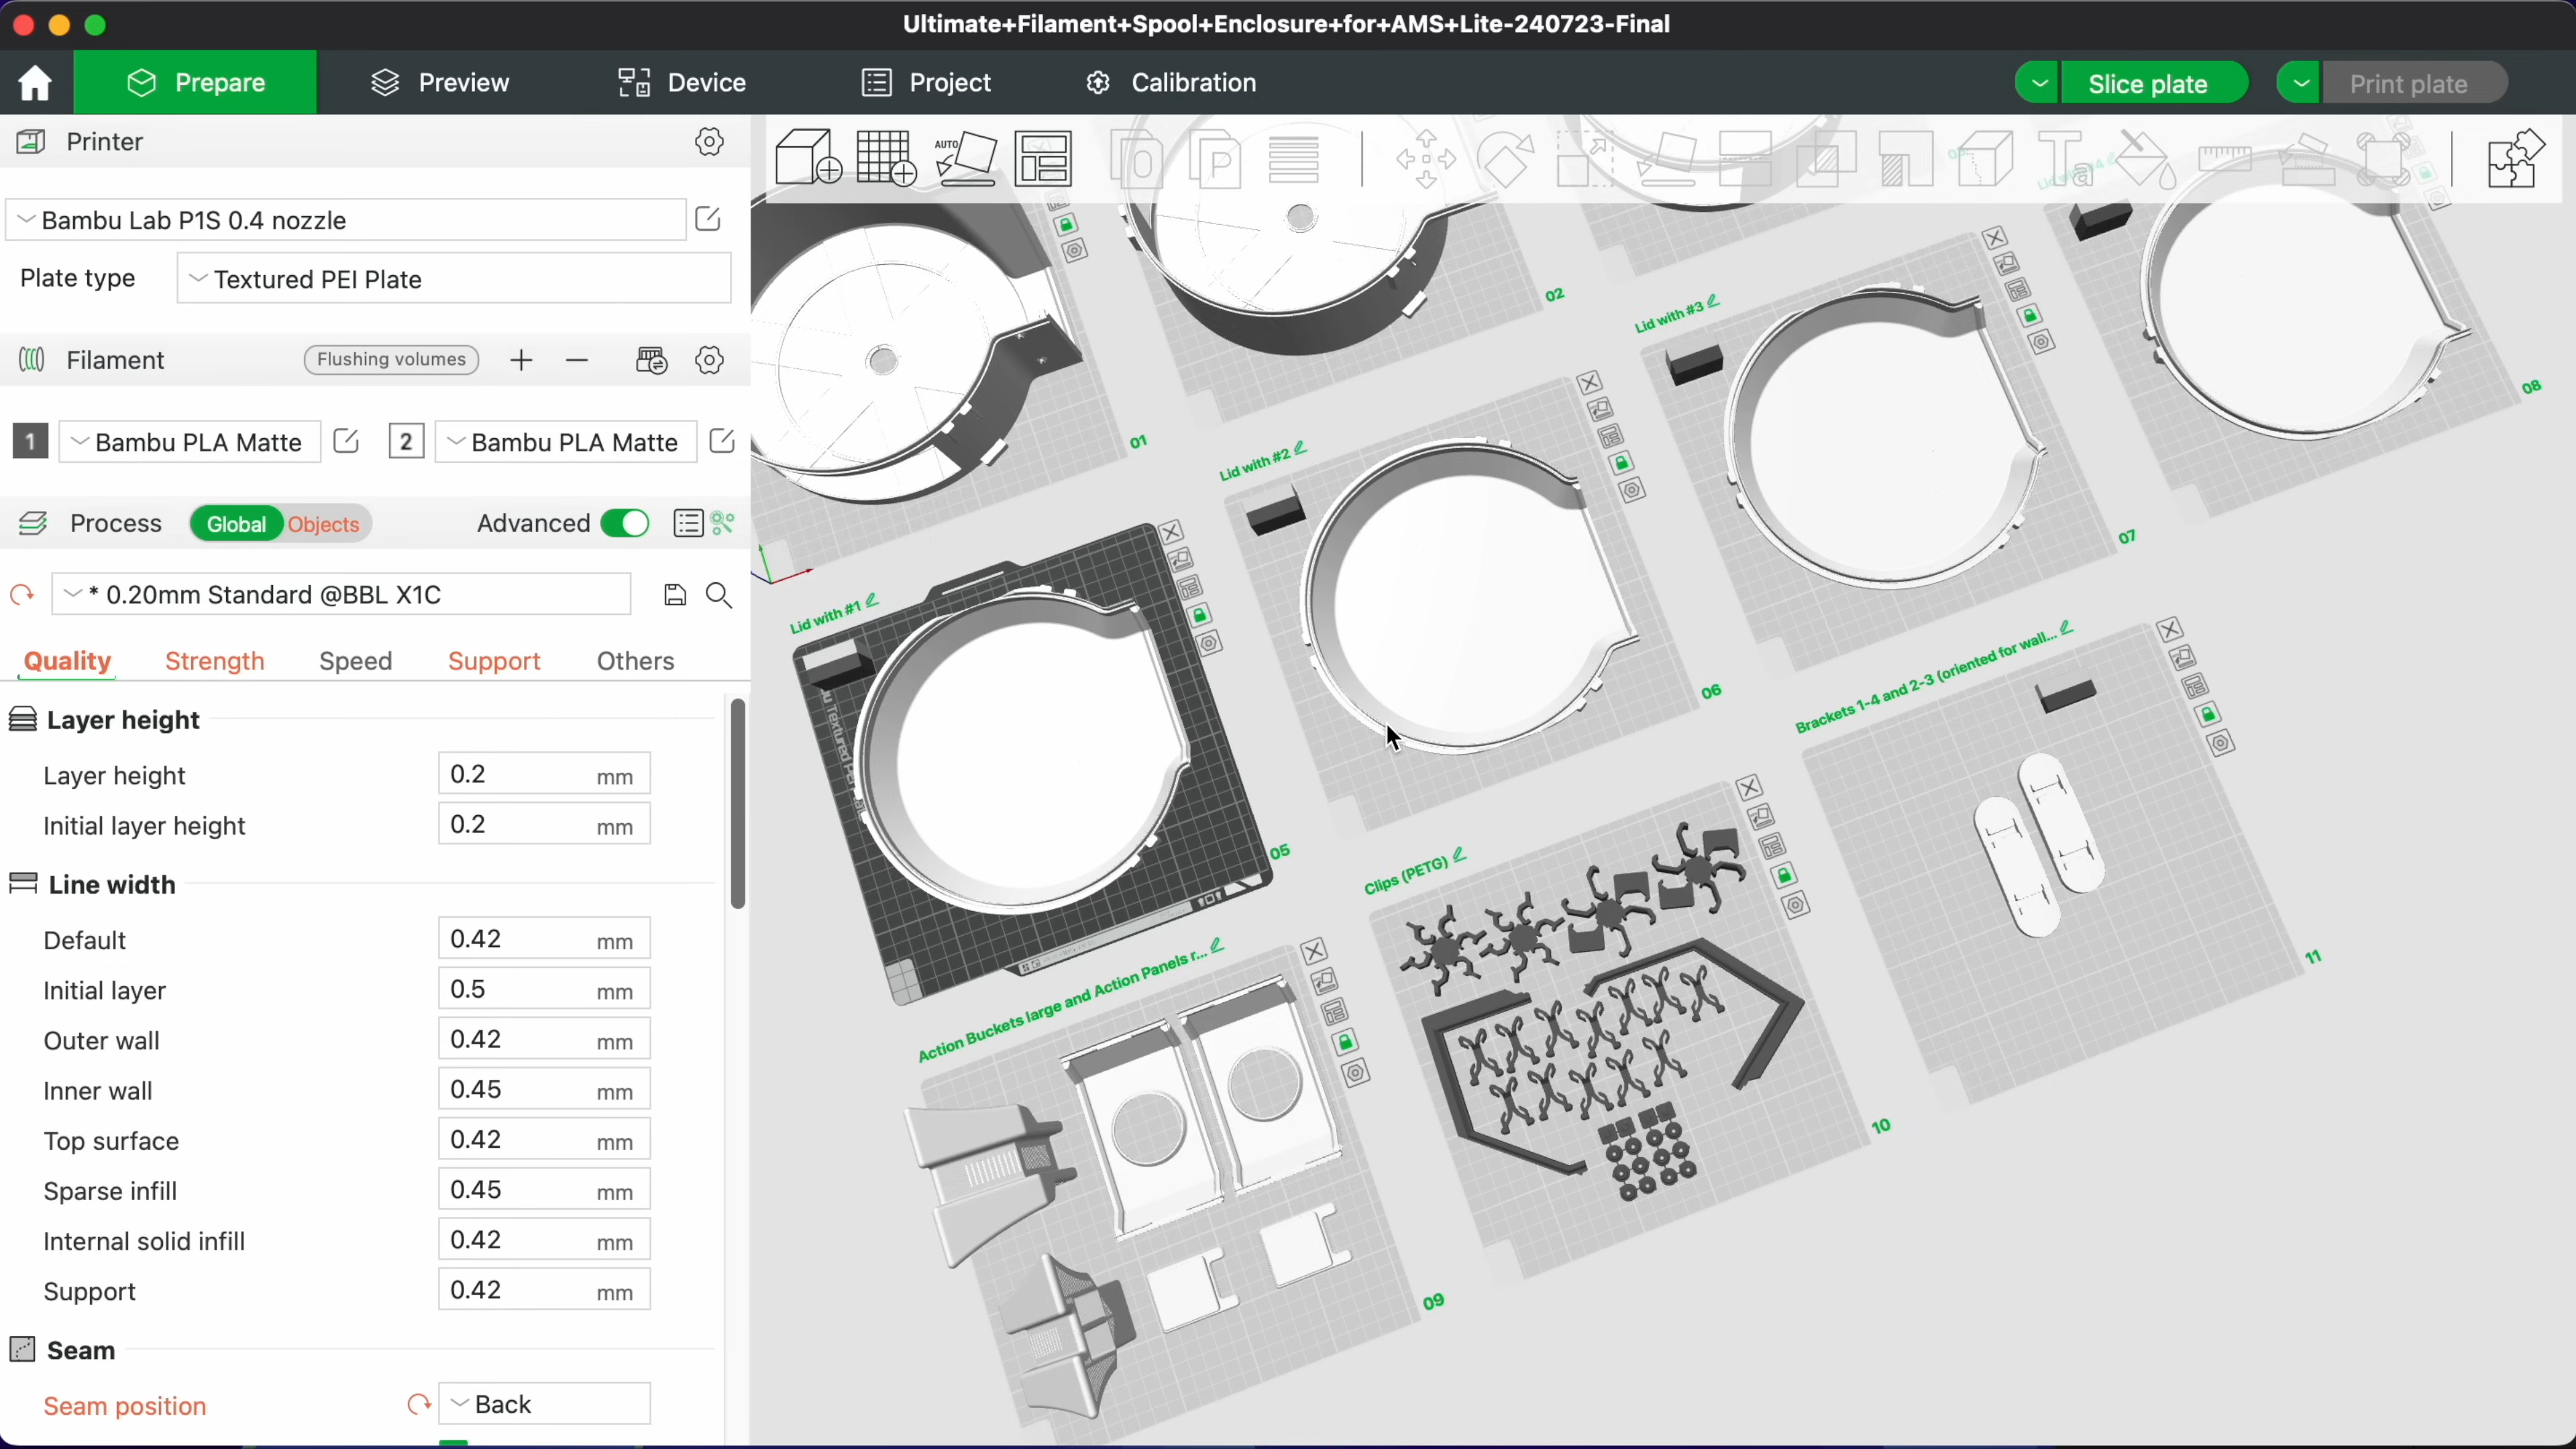 Ultimate+Filament+Spool+Enclosure+for+AMS+Lite-240723-Final
Prepare
Preview
Device
Project
Calibration
Slice plate
Print plate
Printer
Bambu Lab P1S 0.4 nozzle
Plate type
Textured PEI Plate
Filament
Flushing volumes
1
Bambu PLA Matte
2
Bambu PLA Matte
Process
Global
Objects
Advanced
* 0.20mm Standard @BBL X1C
Quality
Strength
Speed
Support
Others
Layer height
Layer height
0.2 mm
Initial layer height
0.2 mm
Line width
Default
0.42 mm
Initial layer
0.5 mm
Outer wall
0.42 mm
Inner wall
0.45 mm
Top surface
0.42 mm
Sparse infill
0.45 mm
Internal solid infill
0.42 mm
Support
0.42 mm
Seam
Seam position
Back
AUTO
01
02
Lid with #1
05
Lid with #2
06
Lid with #3
07
08
Action Buckets large and Action Panels r...
09
Clips (PETG)
10
Brackets 1-4 and 2-3 (oriented for wall...
11